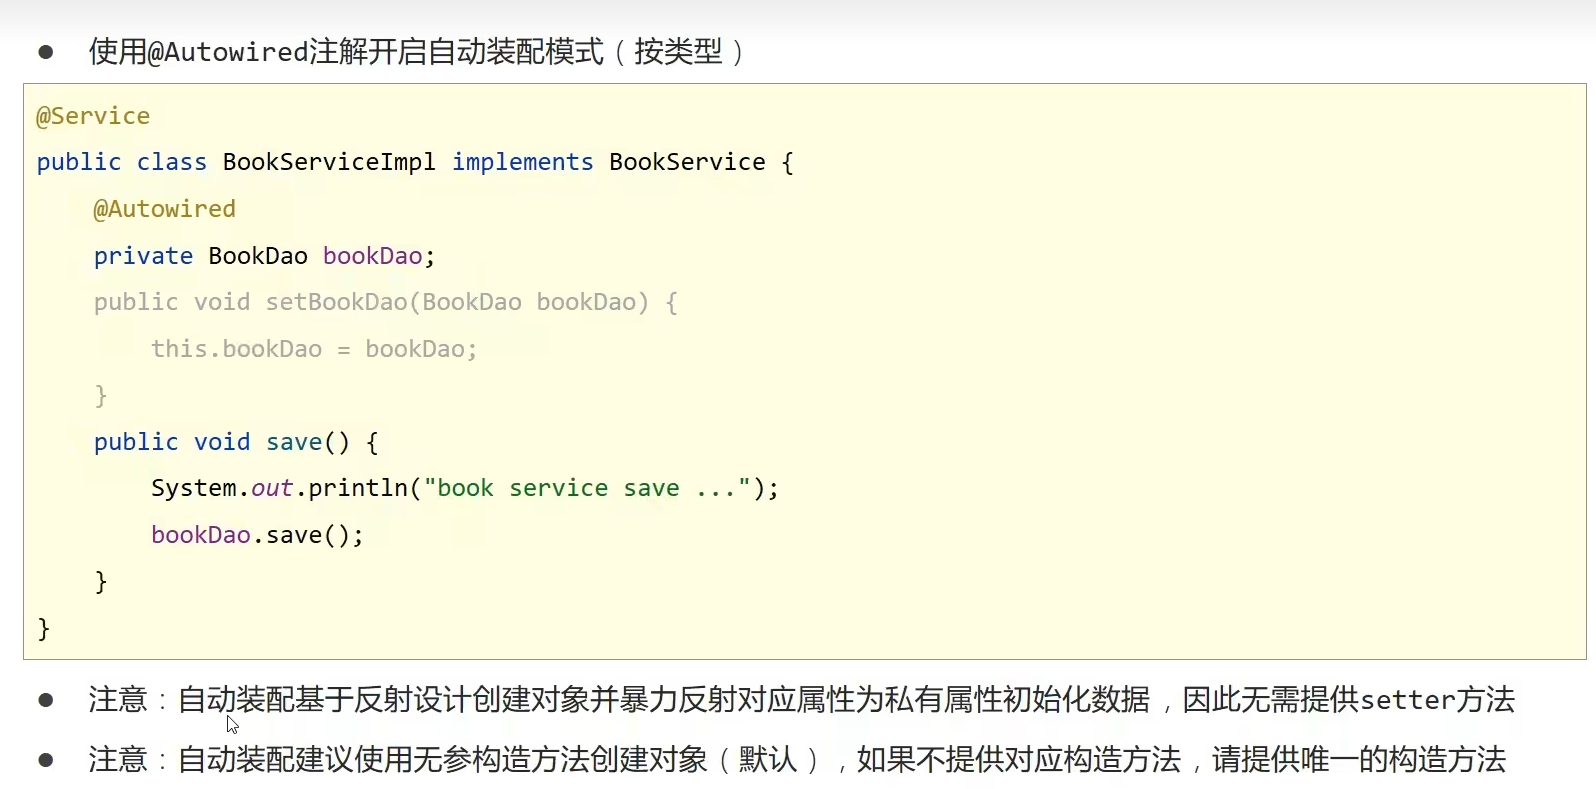 ● 使用@Autowired注解开启自动装配模式（按类型）
@Service
public class BookServiceImpl implements BookService {
    @Autowired
    private BookDao bookDao;
    public void setBookDao(BookDao bookDao) {
        this.bookDao = bookDao;
    }
    public void save() {
        System.out.println("book service save ...");
        bookDao.save();
    }
}
● 注意：自动装配基于反射设计创建对象并暴力反射对应属性为私有属性初始化数据，因此无需提供setter方法
● 注意：自动装配建议使用无参构造方法创建对象（默认），如果不提供对应构造方法，请提供唯一的构造方法